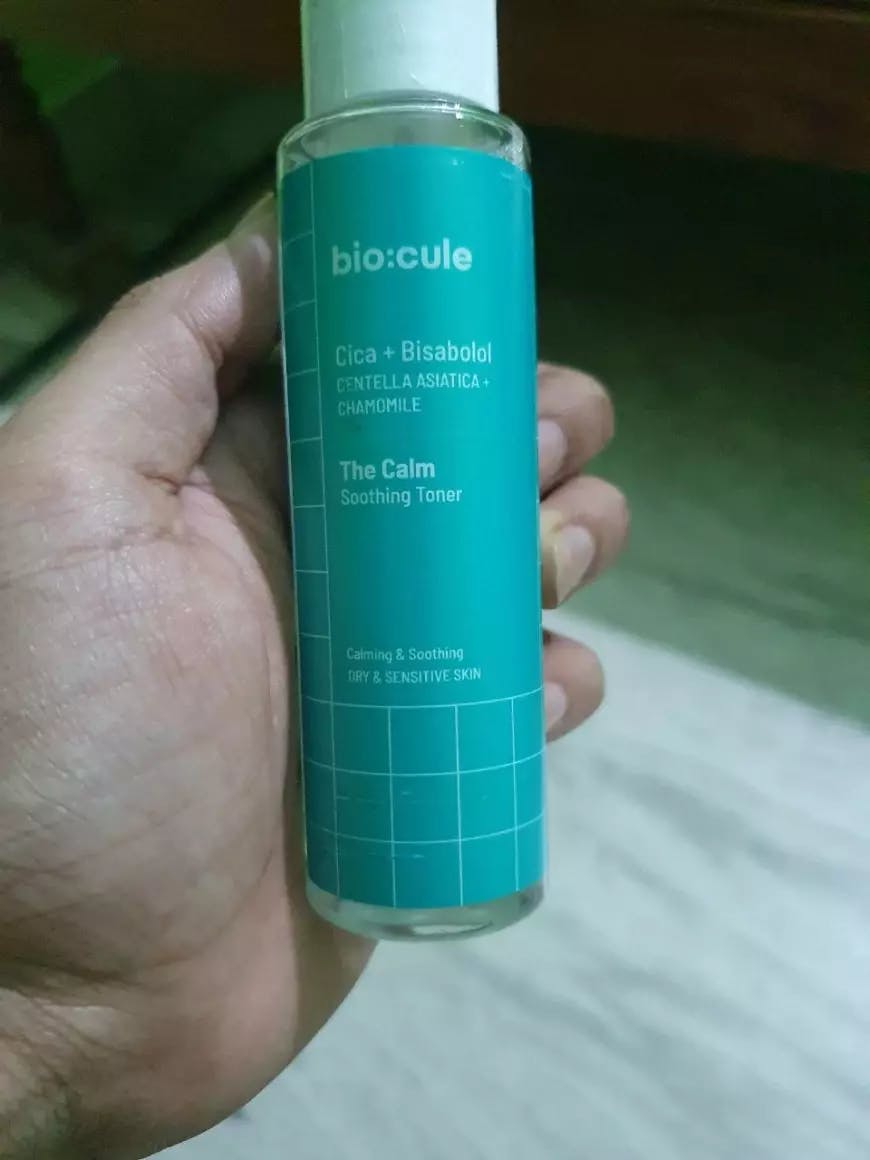 bio:cule
Cica + Bisabolol
CENTELLA ASIATICA +
CHAMOMILE
The Calm
Soothing Toner
Calming & Soothing
DRY & SENSITIVE SKIN